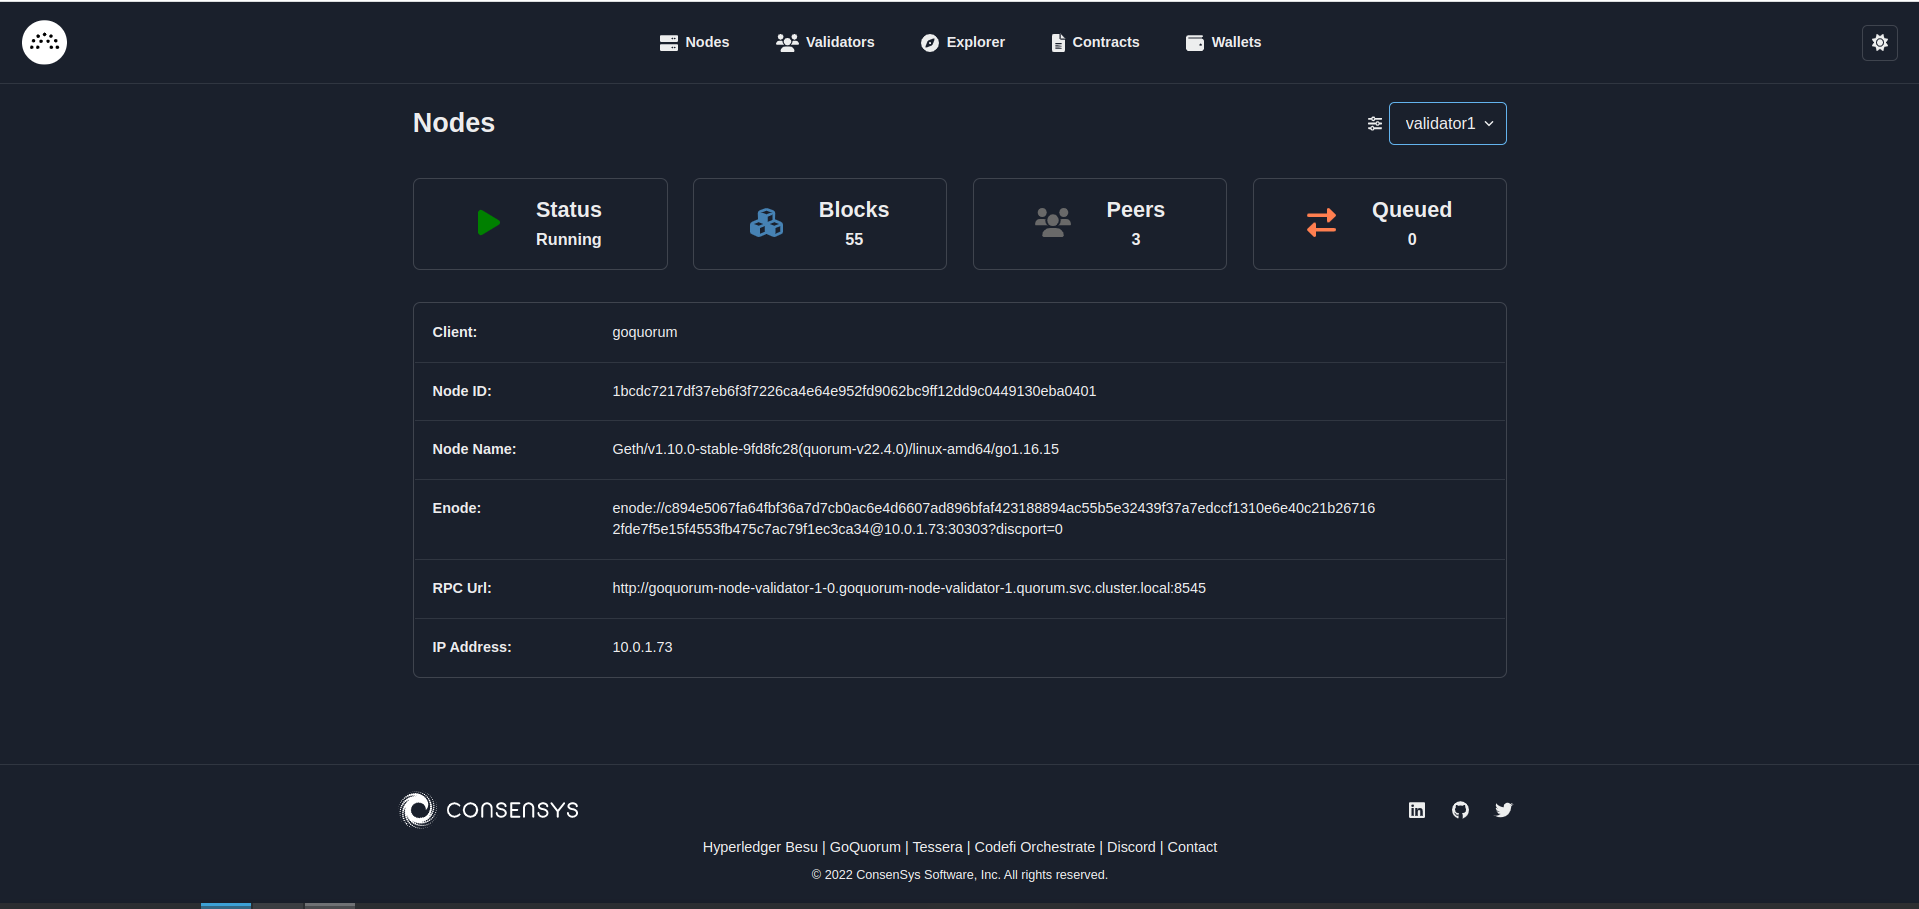 Nodes
Validators
Explorer
Contracts
Wallets
Nodes
validator1
Status
Running
Blocks
55
Peers
3
Queued
0
Client: goquorum
Node ID: 1bcdc7217df37eb6f3f7226ca4e64e952fd9062bc9ff12dd9c0449130eba0401
Node Name: Geth/v1.10.0-stable-9fd8fc28(quorum-v22.4.0)/linux-amd64/go1.16.15
Enode: enode://c894e5067fa64fbf36a7d7cb0ac6e4d6607ad896bfaf423188894ac55b5e32439f37a7edccf1310e6e40c21b26716
2fde7f5e15f4553fb475c7ac79f1ec3ca34@10.0.1.73:30303?discport=0
RPC Url: http://goquorum-node-validator-1-0.goquorum-node-validator-1.quorum.svc.cluster.local:8545
IP Address: 10.0.1.73
CONSENSYS
Hyperledger Besu | GoQuorum | Tessera | Codefi Orchestrate | Discord | Contact
© 2022 ConsenSys Software, Inc. All rights reserved.